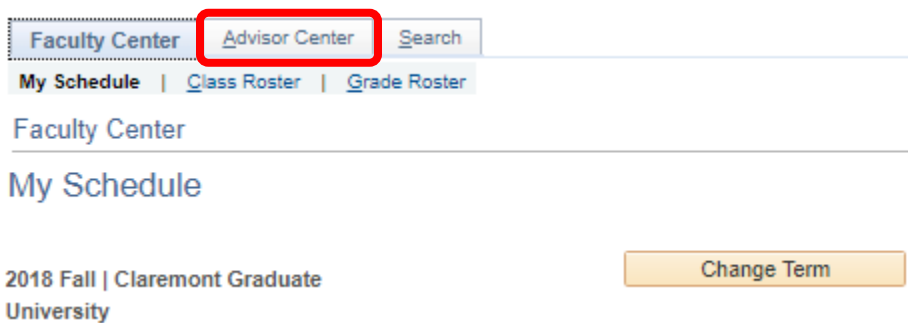 Faculty Center Advisor Center Search
My Schedule | Class Roster | Grade Roster
Faculty Center
My Schedule
2018 Fall | Claremont Graduate
University
Change Term